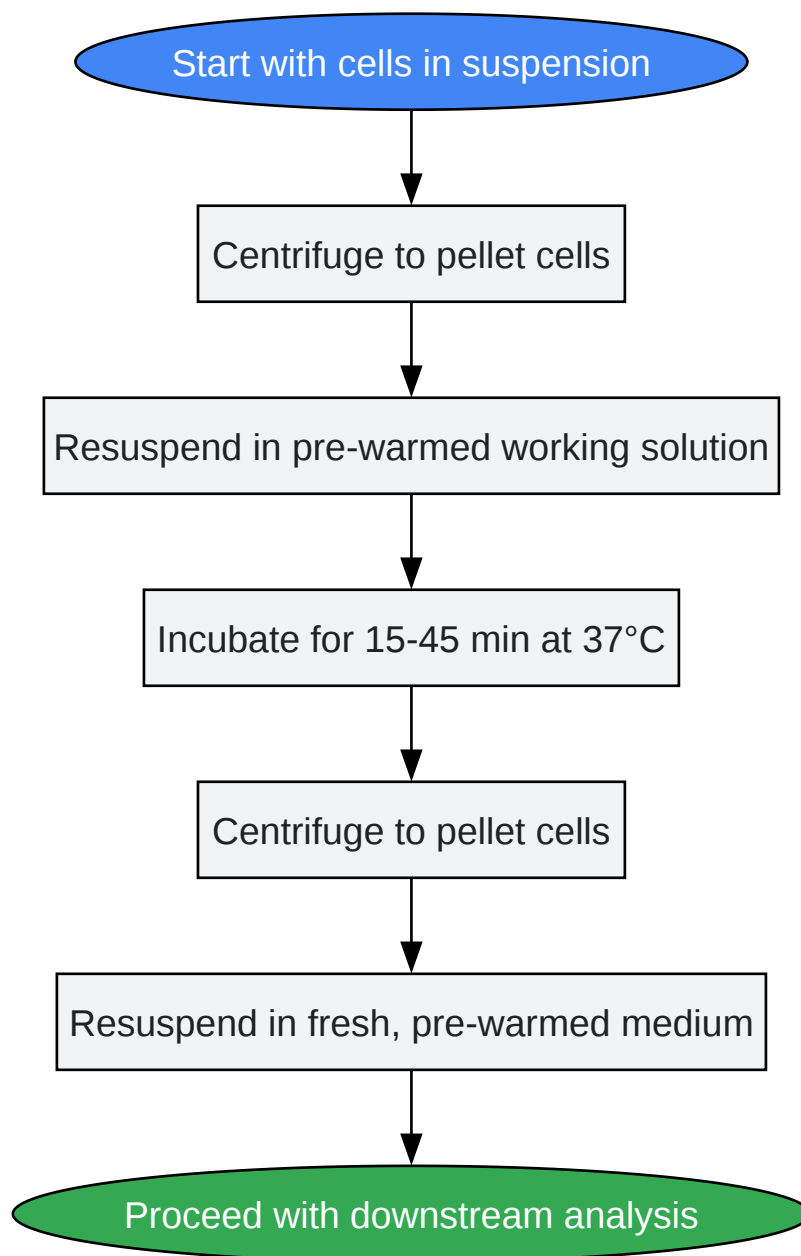 Start with cells in suspension
Centrifuge to pellet cells
Resuspend in pre-warmed working solution
Incubate for 15-45 min at 37°C
Centrifuge to pellet cells
Resuspend in fresh, pre-warmed medium
Proceed with downstream analysis